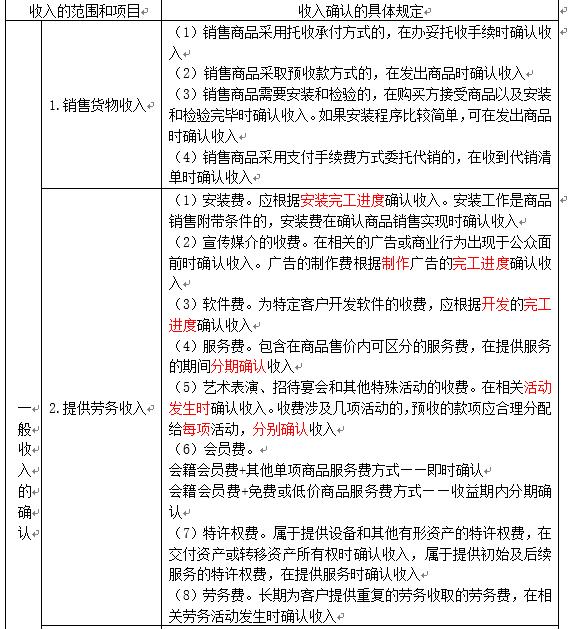 收入的范围和项目 收入确认的具体规定
1.销售货物收入
（1）销售商品采用托收承付方式的，在办妥托收手续时确认收
入
（2）销售商品采取预收款方式的，在发出商品时确认收入
（3）销售商品需要安装和检验的，在购买方接受商品以及安装
和检验完毕时确认收入。如果安装程序比较简单，可在发出商品
时确认收入
（4）销售商品采用支付手续费方式委托代销的，在收到代销清
单时确认收入
一
般
收
入
的
确
认
2.提供劳务收入
（1）安装费。应根据安装完工进度确认收入。安装工作是商品
销售附带条件的，安装费在确认商品销售实现时确认收入
（2）宣传媒介的收费。在相关的广告或商业行为出现于公众面
前时确认收入。广告的制作费根据制作广告的完工进度确认收
入
（3）软件费。为特定客户开发软件的收费，应根据开发的完工
进度确认收入
（4）服务费。包含在商品售价内可区分的服务费，在提供服务
的期间分期确认收入
（5）艺术表演、招待宴会和其他特殊活动的收费。在相关活动
发生时确认收入。收费涉及几项活动的，预收的款项应合理分配
给每项活动，分别确认收入
（6）会员费。
会籍会员费+其他单项商品服务费方式——即时确认
会籍会员费+免费或低价商品服务费方式——收益期内分期确
认
（7）特许权费。属于提供设备和其他有形资产的特许权费，在
交付资产或转移资产所有权时确认收入，属于提供初始及后续
服务的特许权费，在提供服务时确认收入
（8）劳务费。长期为客户提供重复的劳务收取的劳务费，在相
关劳务活动发生时确认收入